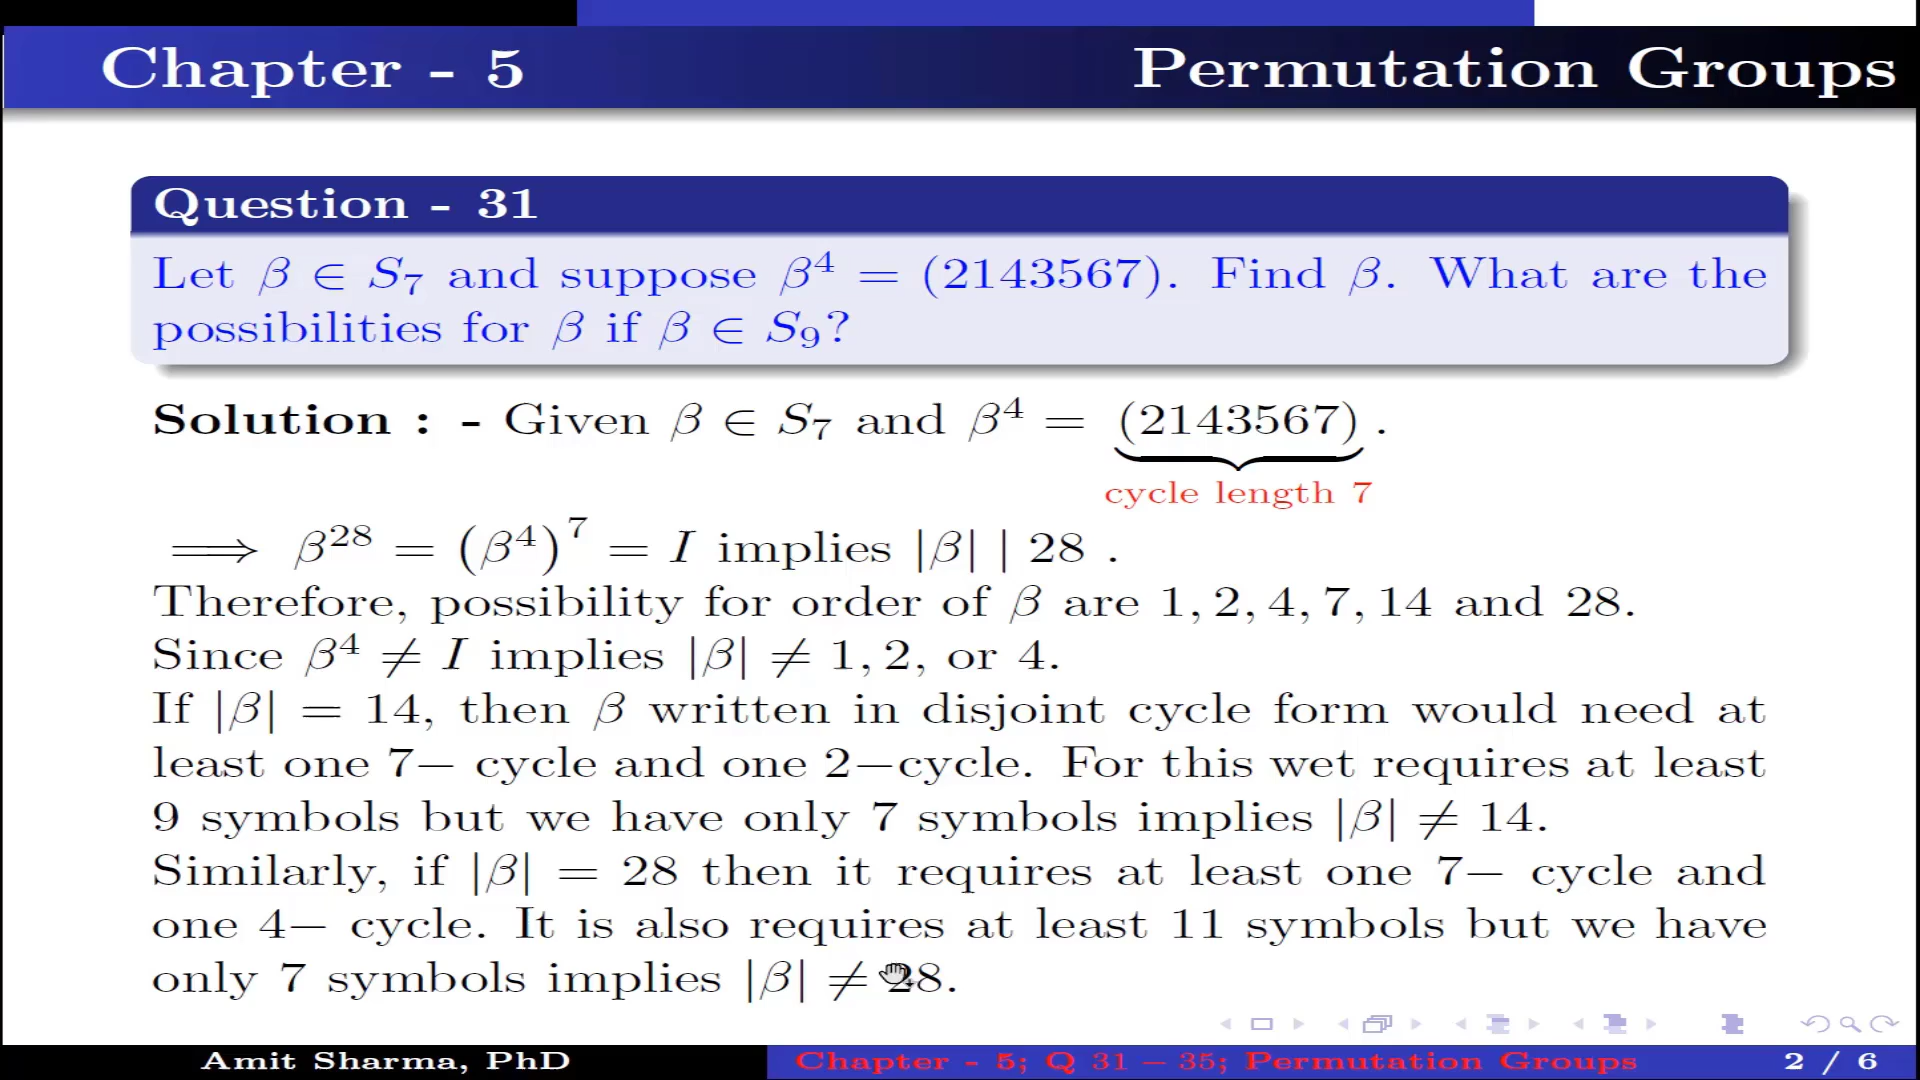 Chapter - 5 Permutation Groups
Question - 31
Let β ∈ S₇ and suppose β⁴ = (2143567). Find β. What are the
possibilities for β if β ∈ S₉?
Solution : - Given β ∈ S₇ and β⁴ = (2143567) .
cycle length 7
⟹ β²⁸ = (β⁴)⁷ = I implies |β| | 28 .
Therefore, possibility for order of β are 1, 2, 4, 7, 14 and 28.
Since β⁴ ≠ I implies |β| ≠ 1, 2, or 4.
If |β| = 14, then β written in disjoint cycle form would need at
least one 7− cycle and one 2−cycle. For this wet requires at least
9 symbols but we have only 7 symbols implies |β| ≠ 14.
Similarly, if |β| = 28 then it requires at least one 7− cycle and
one 4− cycle. It is also requires at least 11 symbols but we have
only 7 symbols implies |β| ≠ 28.
Amit Sharma, PhD Chapter - 5; Q 31 − 35; Permutation Groups 2 / 6